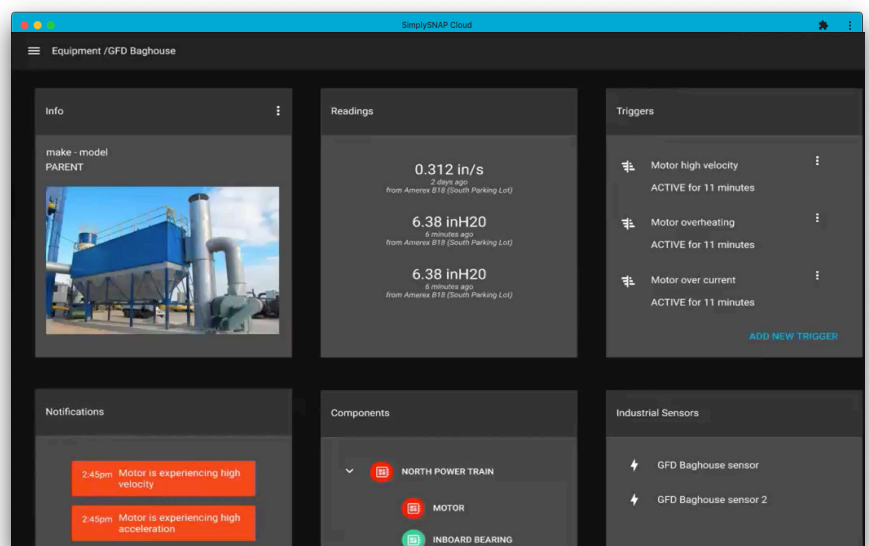 SimplySNAP Cloud
Equipment /GFD Baghouse
Info
make - model
PARENT
Readings
0.312 in/s
2 days ago
from Amerex B18 (South Parking Lot)
6.38 inH20
6 minutes ago
from Amerex B18 (South Parking Lot)
6.38 inH20
6 minutes ago
from Amerex B18 (South Parking Lot)
Triggers
Motor high velocity
ACTIVE for 11 minutes
Motor overheating
ACTIVE for 11 minutes
Motor over current
ACTIVE for 11 minutes
ADD NEW TRIGGER
Notifications
2:45pm Motor is experiencing high
velocity
2:45pm Motor is experiencing high
acceleration
Components
NORTH POWER TRAIN
MOTOR
INBOARD BEARING
Industrial Sensors
GFD Baghouse sensor
GFD Baghouse sensor 2